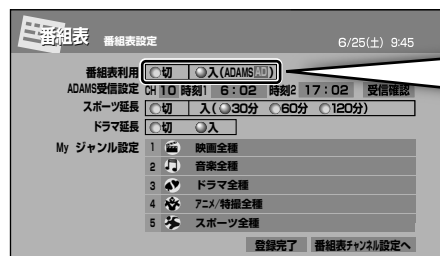 番組表 番組表設定 6/25(土) 9:45
番組表利用 ○切 ◎入(ADAMS AD)
ADAMS受信設定 CH 10 時刻1 6:02 時刻2 17:02 受信確認
スポーツ延長 ○切 入(◎30分 ○60分 ○120分)
ドラマ延長 ○切 ◎入
My ジャンル設定 1 映画全種
2 音楽全種
3 ドラマ全種
4 アニメ/特撮全種
5 スポーツ全種
登録完了 番組表チャンネル設定へ